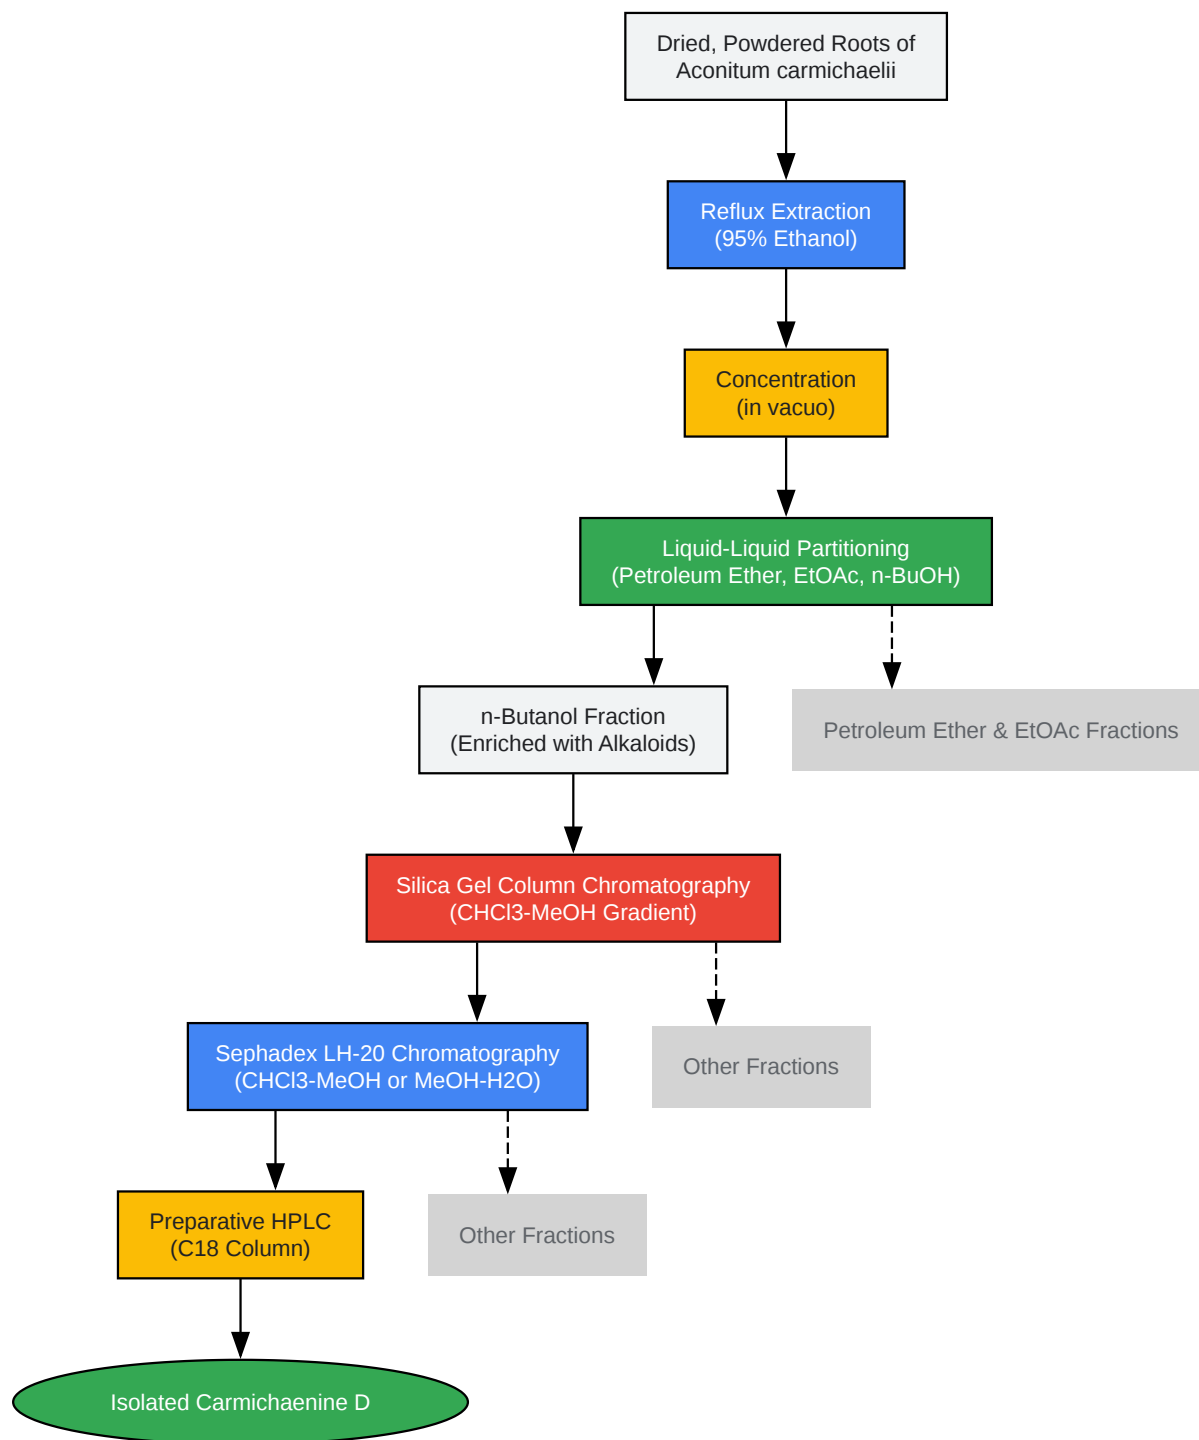 Dried, Powdered Roots of
Aconitum carmichaelii
Reflux Extraction
(95% Ethanol)
Concentration
(in vacuo)
Liquid-Liquid Partitioning
(Petroleum Ether, EtOAc, n-BuOH)
n-Butanol Fraction
(Enriched with Alkaloids)
Petroleum Ether & EtOAc Fractions
Silica Gel Column Chromatography
(CHCl3-MeOH Gradient)
Sephadex LH-20 Chromatography
(CHCl3-MeOH or MeOH-H2O)
Other Fractions
Preparative HPLC
(C18 Column)
Other Fractions
Isolated Carmichaenine D